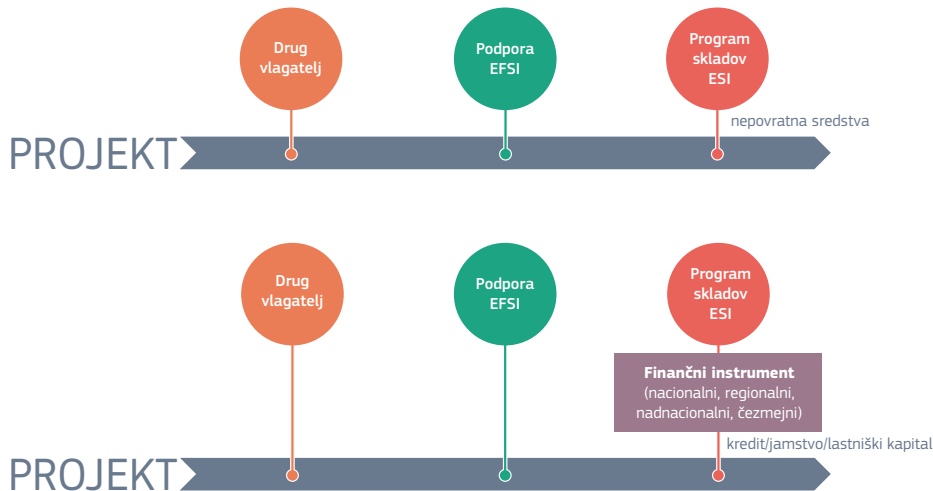 Drug
vlagatelj
Podpora
EFSI
Program
skladov
ESI
nepovratna sredstva
PROJEKT
Drug
vlagatelj
Podpora
EFSI
Program
skladov
ESI
Finančni instrument
(nacionalni, regionalni,
nadnacionalni, čezmejni)
kredit/jamstvo/lastniški kapital
PROJEKT